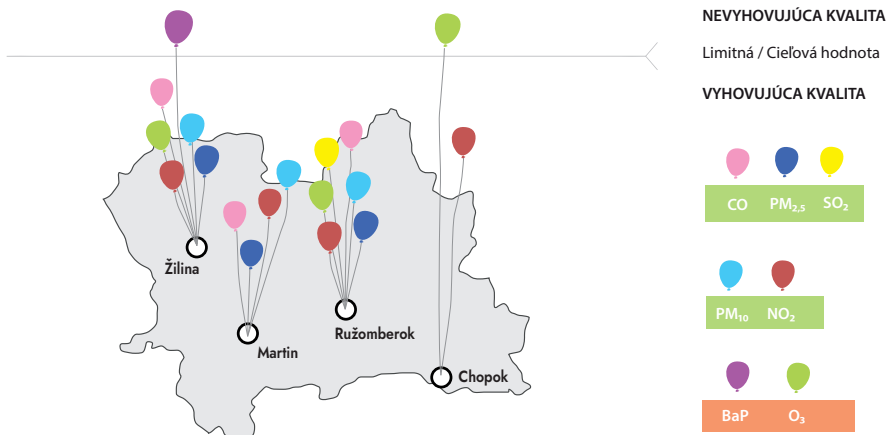 NEVYHOVUJÚCA KVALITA
Limitná / Cieľová hodnota
VYHOVUJÚCA KVALITA
CO PM2,5 SO2
PM10 NO2
BaP O3
Žilina
Martin
Ružomberok
Chopok